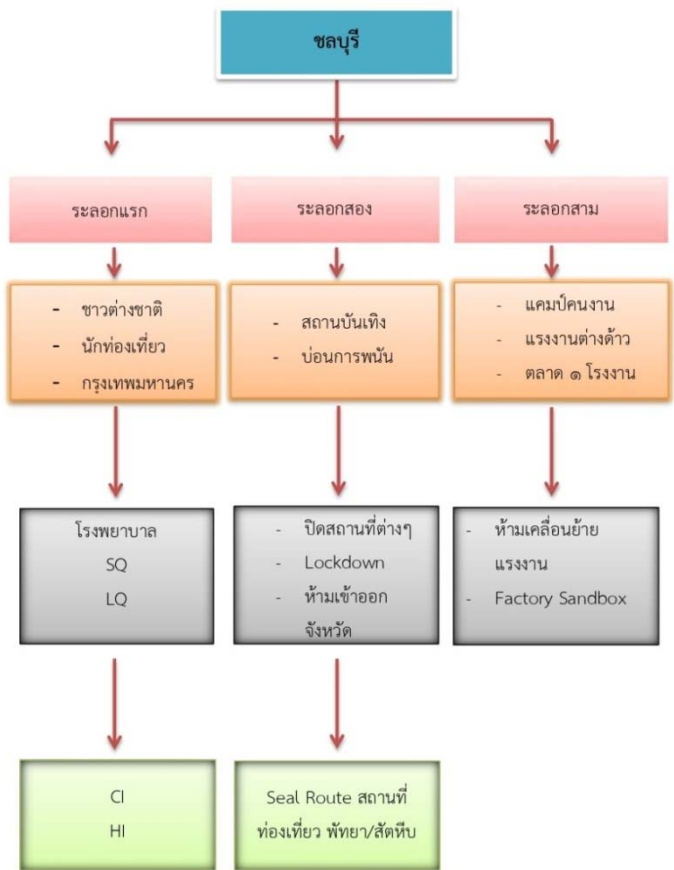 ชลบุรี
ระลอกแรก
ระลอกสอง
ระลอกสาม
- ชาวต่างชาติ
- นักท่องเที่ยว
- กรุงเทพมหานคร
- สถานบันเทิง
- บ่อนการพนัน
- แคมป์คนงาน
- แรงงานต่างด้าว
- ตลาด ๑ โรงงาน
โรงพยาบาล
SQ
LQ
- ปิดสถานที่ต่างๆ
- Lockdown
- ห้ามเข้าออก
จังหวัด
- ห้ามเคลื่อนย้าย
แรงงาน
- Factory Sandbox
CI
HI
Seal Route สถานที่
ท่องเที่ยว พัทยา/สัตหีบ